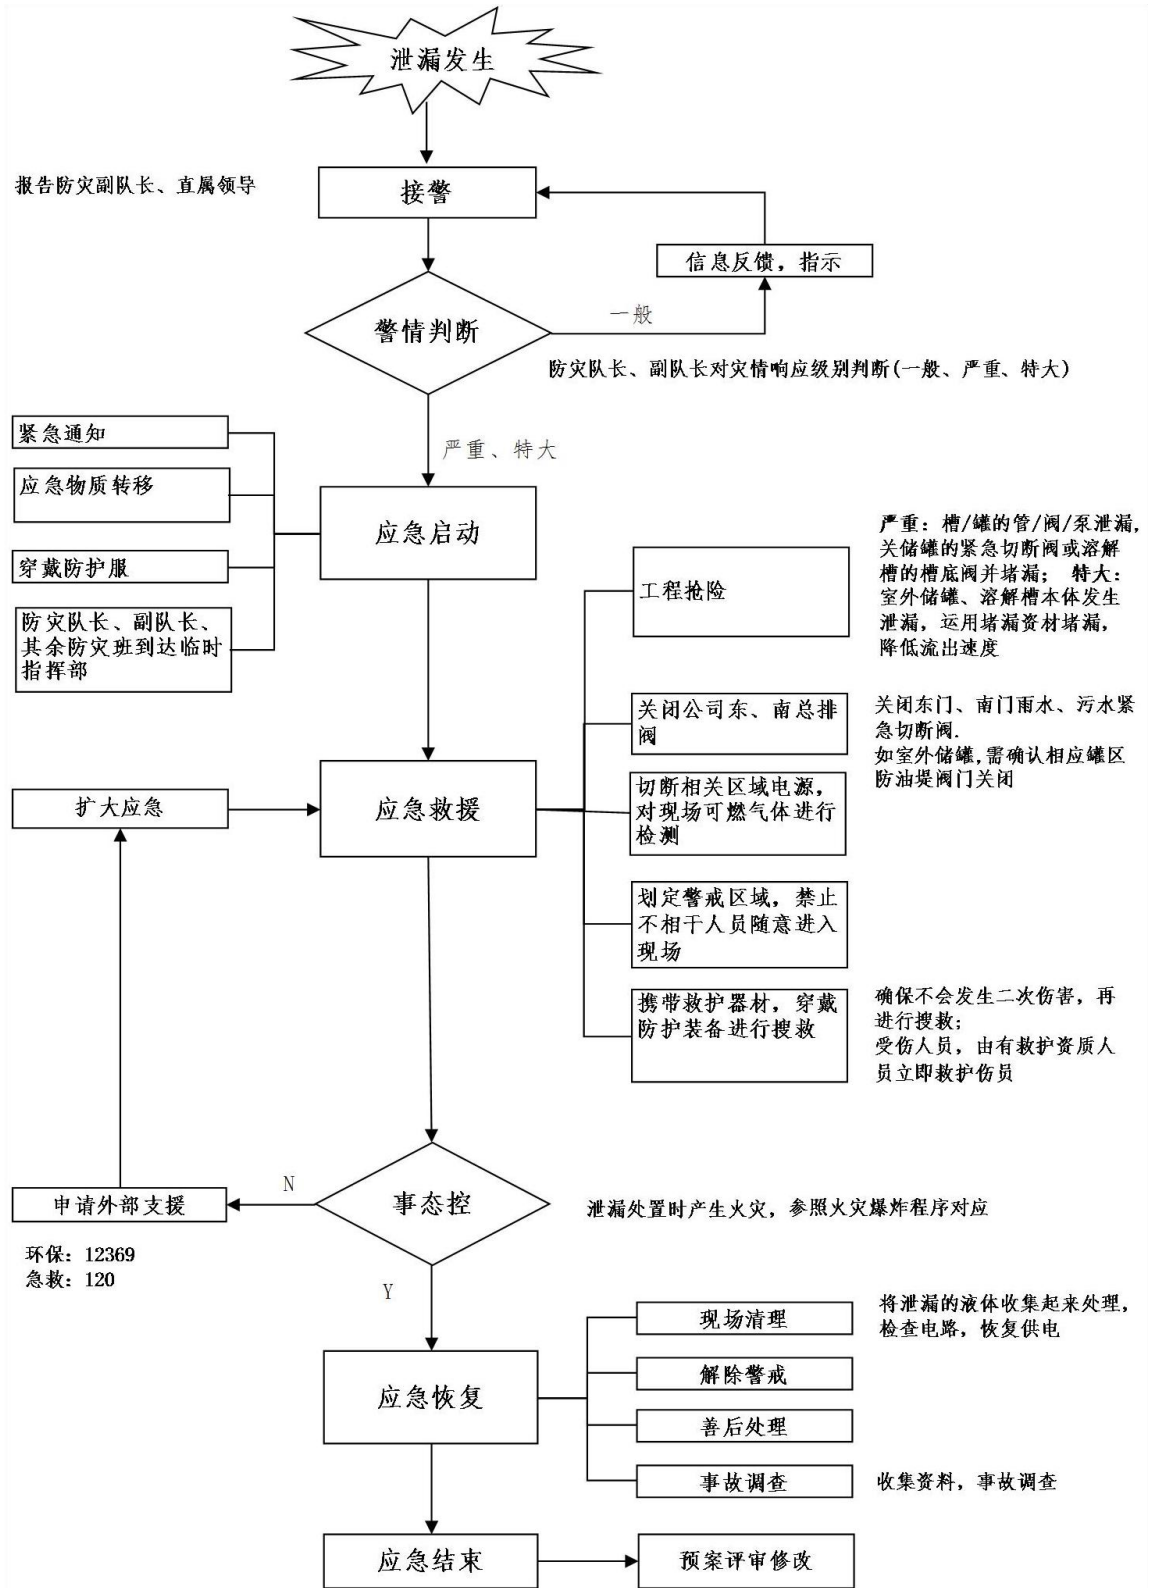 泄漏发生
报告防灾副队长、直属领导
接警
信息反馈，指示
一般
警情判断
防灾队长、副队长对灾情响应级别判断(一般、严重、特大)
严重、特大
紧急通知
应急物质转移
穿戴防护服
防灾队长、副队长、
其余防灾班到达临时
指挥部
应急启动
工程抢险
严重：槽/罐的管/阀/泵泄漏，
关储罐的紧急切断阀或溶解
槽的槽底阀并堵漏； 特大：
室外储罐、溶解槽本体发生
泄漏，运用堵漏资材堵漏，
降低流出速度
关闭公司东、南总排
阀
关闭东门、南门雨水、污水紧
急切断阀.
如室外储罐,需确认相应罐区
防油堤阀门关闭
扩大应急
应急救援
切断相关区域电源，
对现场可燃气体进行
检测
划定警戒区域，禁止
不相干人员随意进入
现场
携带救护器材，穿戴
防护装备进行搜救
确保不会发生二次伤害，再
进行搜救;
受伤人员，由有救护资质人
员立即救护伤员
N
申请外部支援
事态控
泄漏处置时产生火灾，参照火灾爆炸程序对应
环保：12369
急救：120
Y
现场清理
将泄漏的液体收集起来处理，
检查电路，恢复供电
解除警戒
应急恢复
善后处理
事故调查
收集资料，事故调查
应急结束
预案评审修改